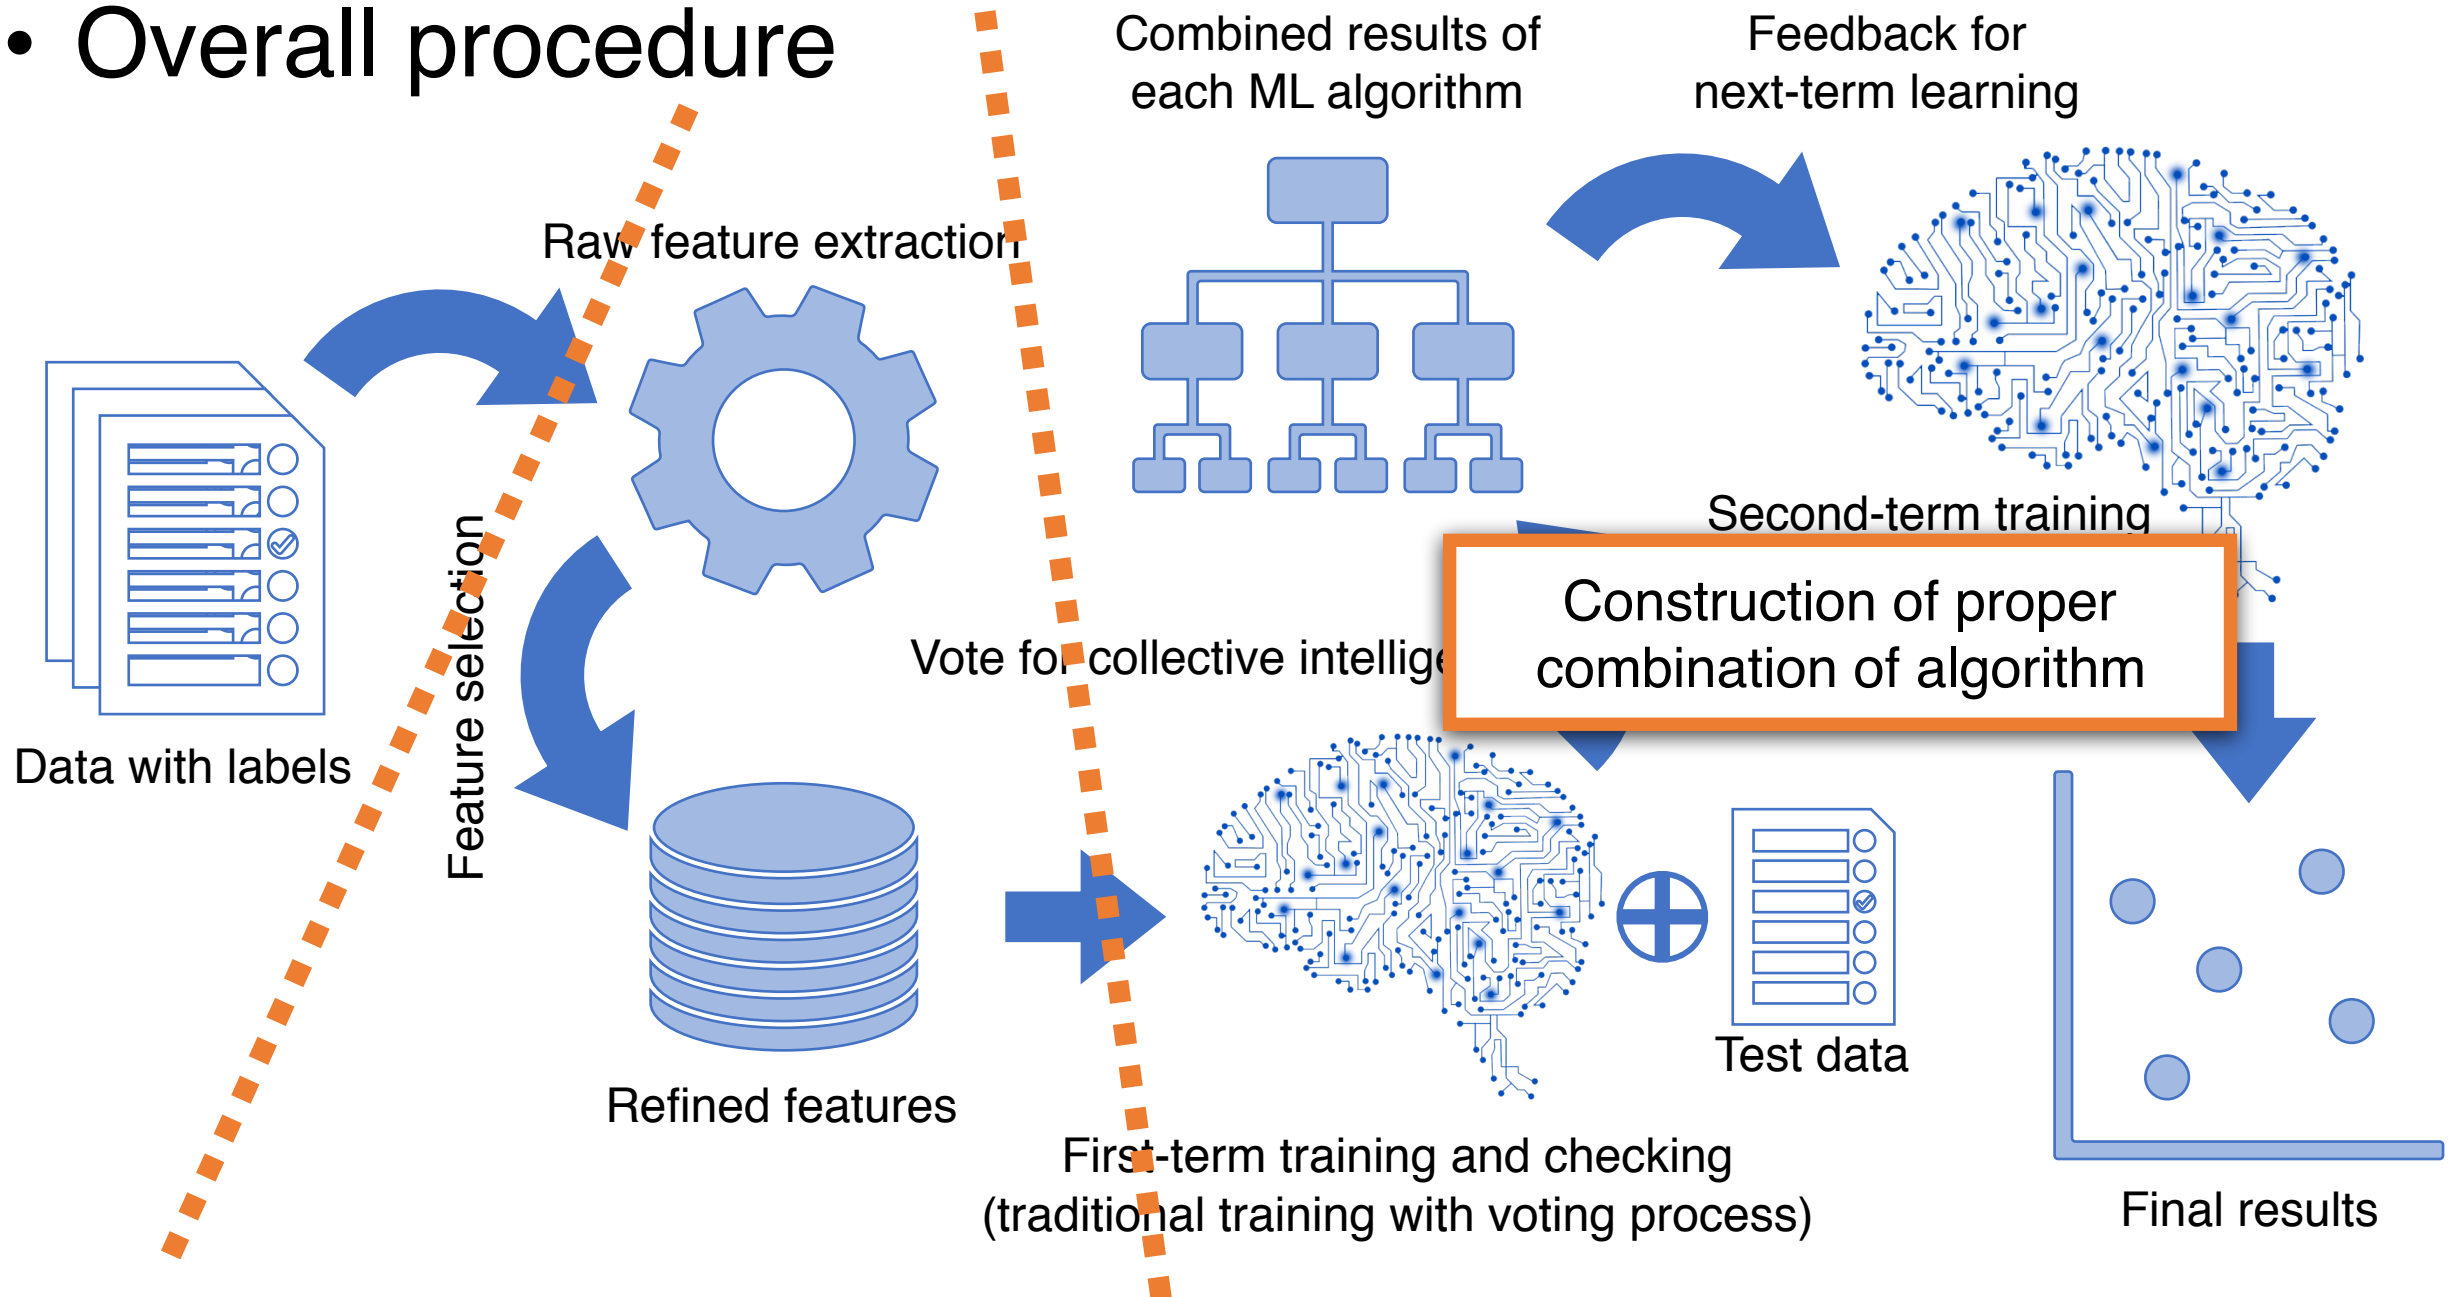 • Overall procedure
Combined results of
each ML algorithm
Feedback for
next-term learning
Raw feature extraction
Data with labels
Feature selection
Second-term training
Construction of proper
combination of algorithm
Vote for collective
Refined features
Test data
First-term training and checking
(traditional training with voting process)
Final results